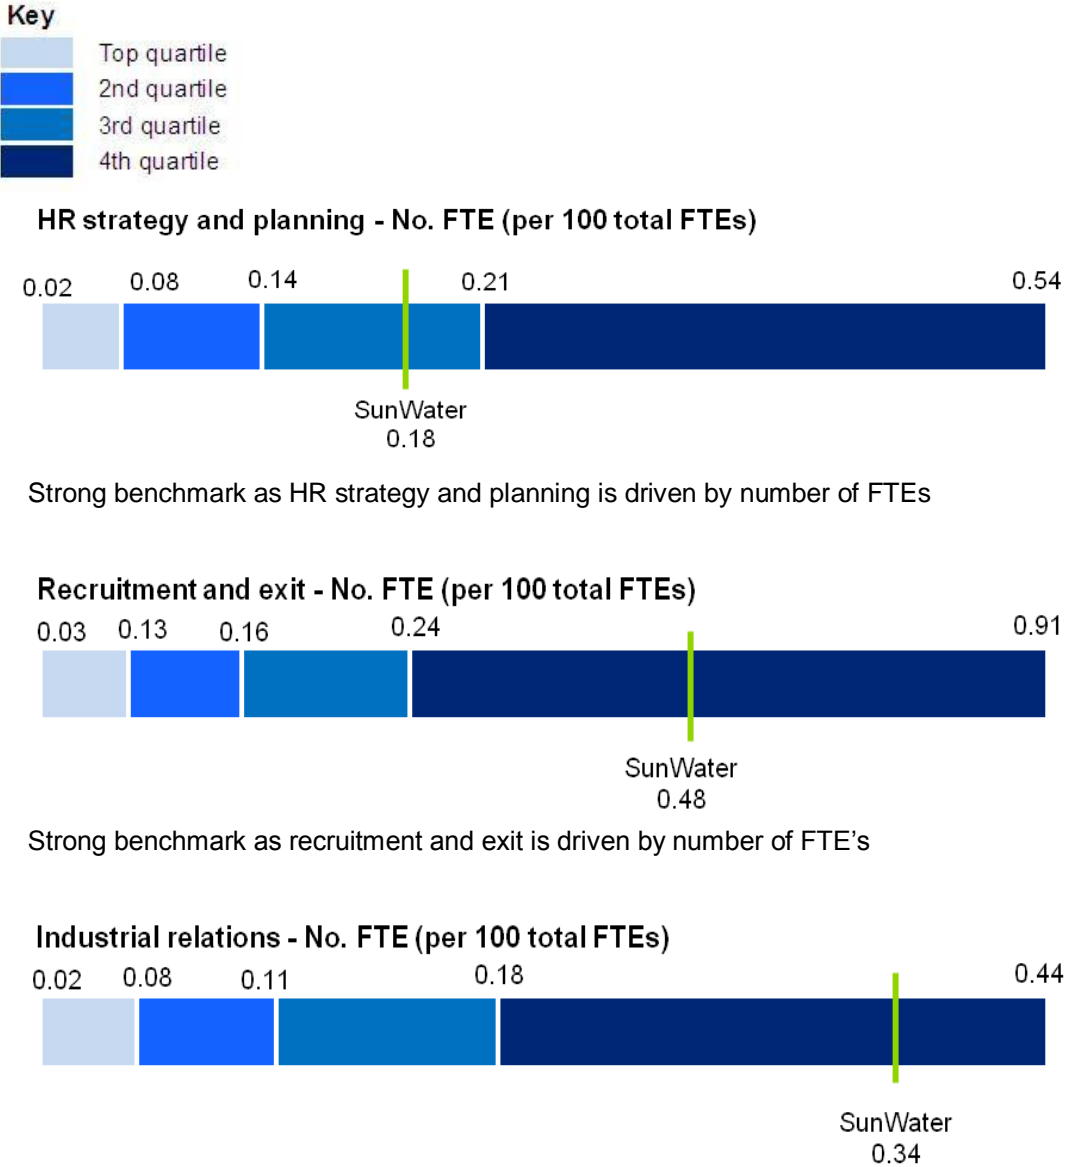 Key
Top quartile
2nd quartile
3rd quartile
4th quartile
HR strategy and planning - No. FTE (per 100 total FTEs)
0.02 0.08 0.14 0.21 0.54
SunWater
0.18
Strong benchmark as HR strategy and planning is driven by number of FTEs
Recruitment and exit - No. FTE (per 100 total FTEs)
0.03 0.13 0.16 0.24 0.91
SunWater
0.48
Strong benchmark as recruitment and exit is driven by number of FTE’s
Industrial relations - No. FTE (per 100 total FTEs)
0.02 0.08 0.11 0.18 0.44
SunWater
0.34